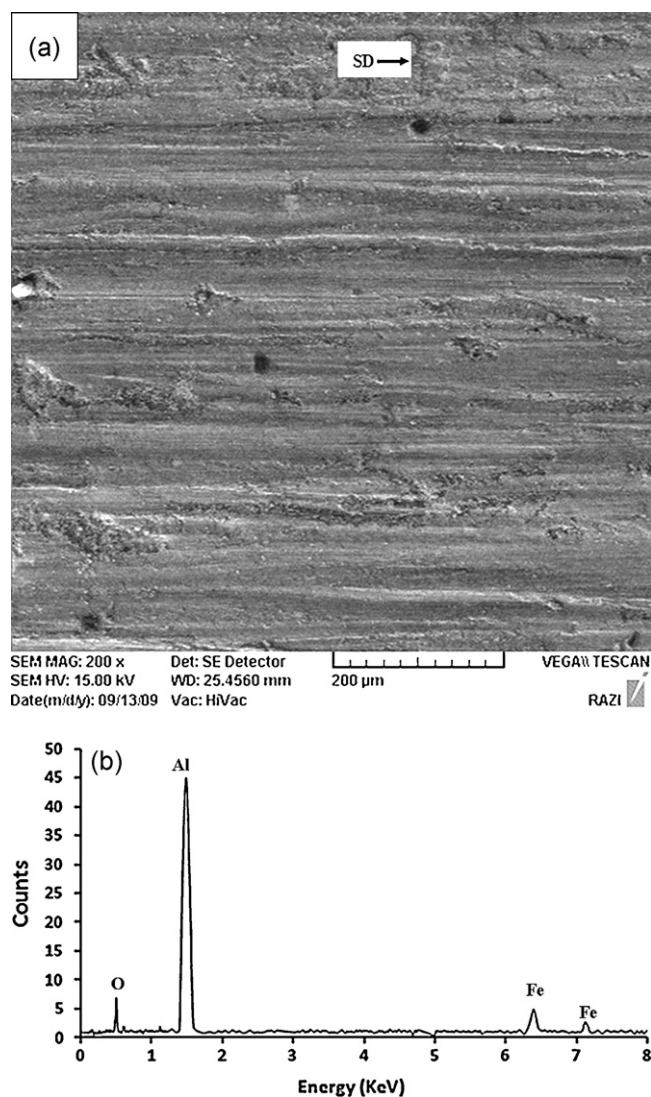 (a)
SD
SEM MAG: 200 x Det: SE Detector VEGA\\ TESCAN
SEM HV: 15.00 kV WD: 25.4560 mm 200 µm
Date(m/d/y): 09/13/09 Vac: HiVac RAZI
(b)
50
45
40
35
30
25
20
15
10
5
0
Counts
Al
O
Fe
Fe
0 1 2 3 4 5 6 7 8
Energy (KeV)